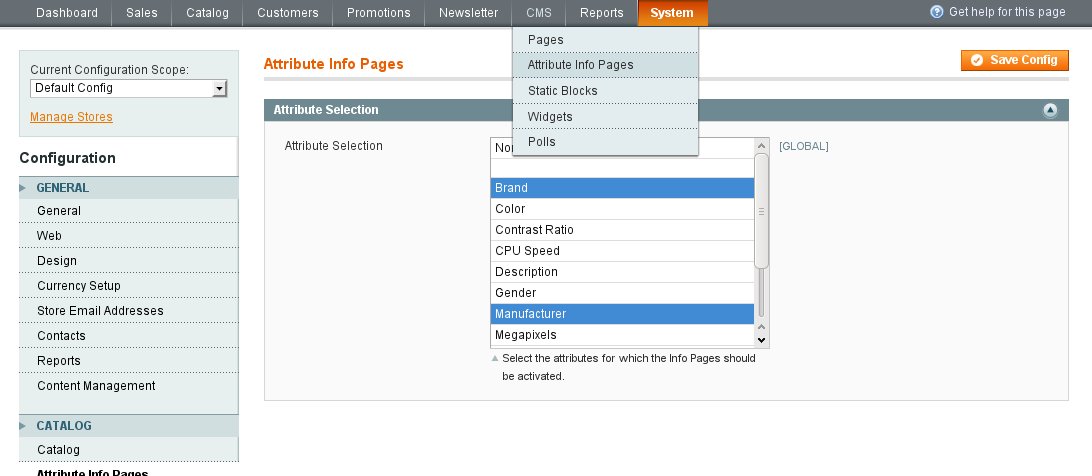 Dashboard Sales Catalog Customers Promotions Newsletter CMS Reports System Get help for this page
Pages
Attribute Info Pages
Static Blocks
Widgets
Polls
Current Configuration Scope:
Default Config
Manage Stores
Configuration
GENERAL
General
Web
Design
Currency Setup
Store Email Addresses
Contacts
Reports
Content Management
CATALOG
Catalog
Attribute Info Pages
Attribute Info Pages
Save Config
Attribute Selection
Attribute Selection
[GLOBAL]
Brand
Color
Contrast Ratio
CPU Speed
Description
Gender
Manufacturer
Megapixels
Select the attributes for which the Info Pages should
be activated.